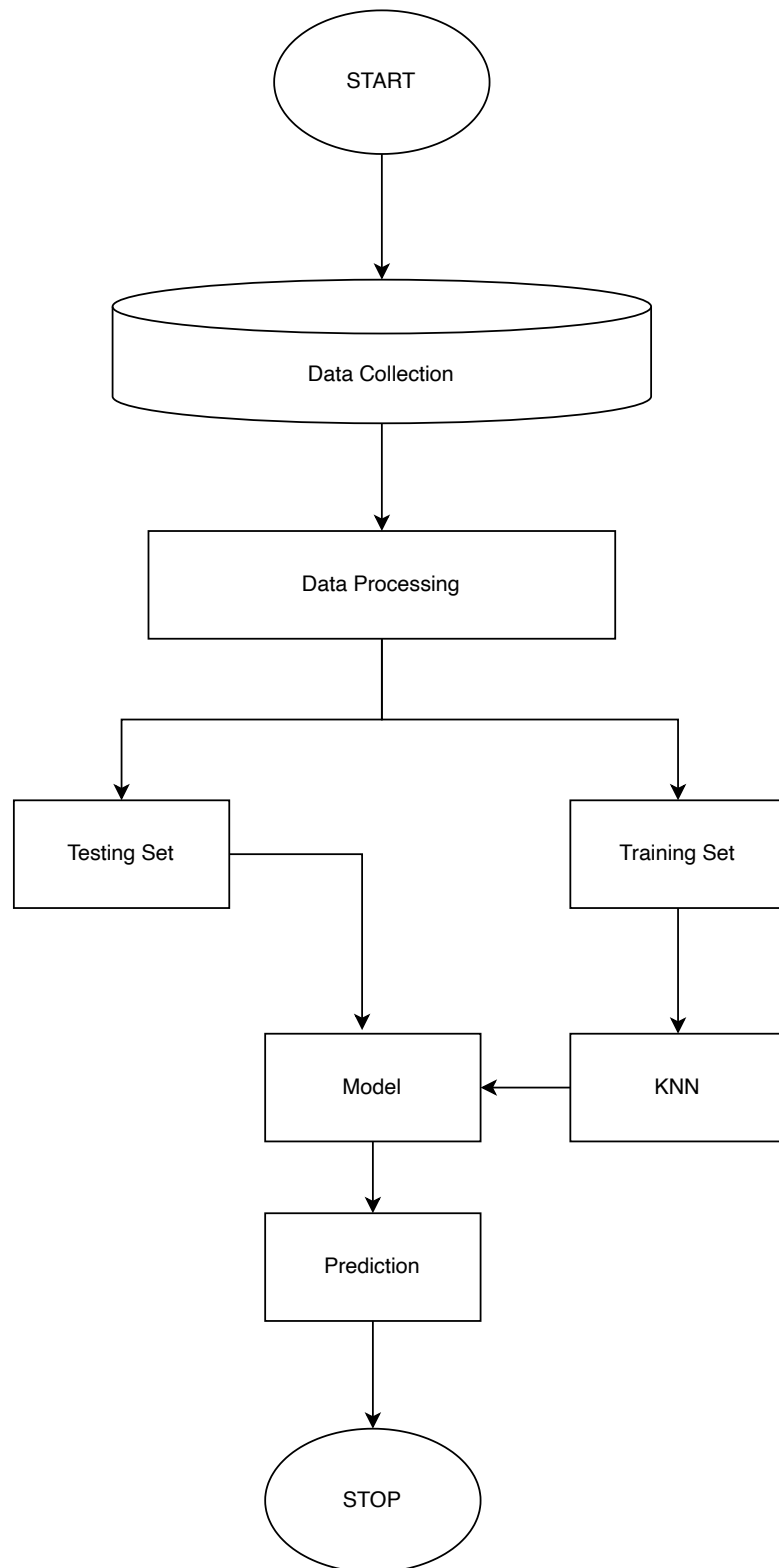 START
Data Collection
Data Processing
Testing Set
Training Set
Model
KNN
Prediction
STOP